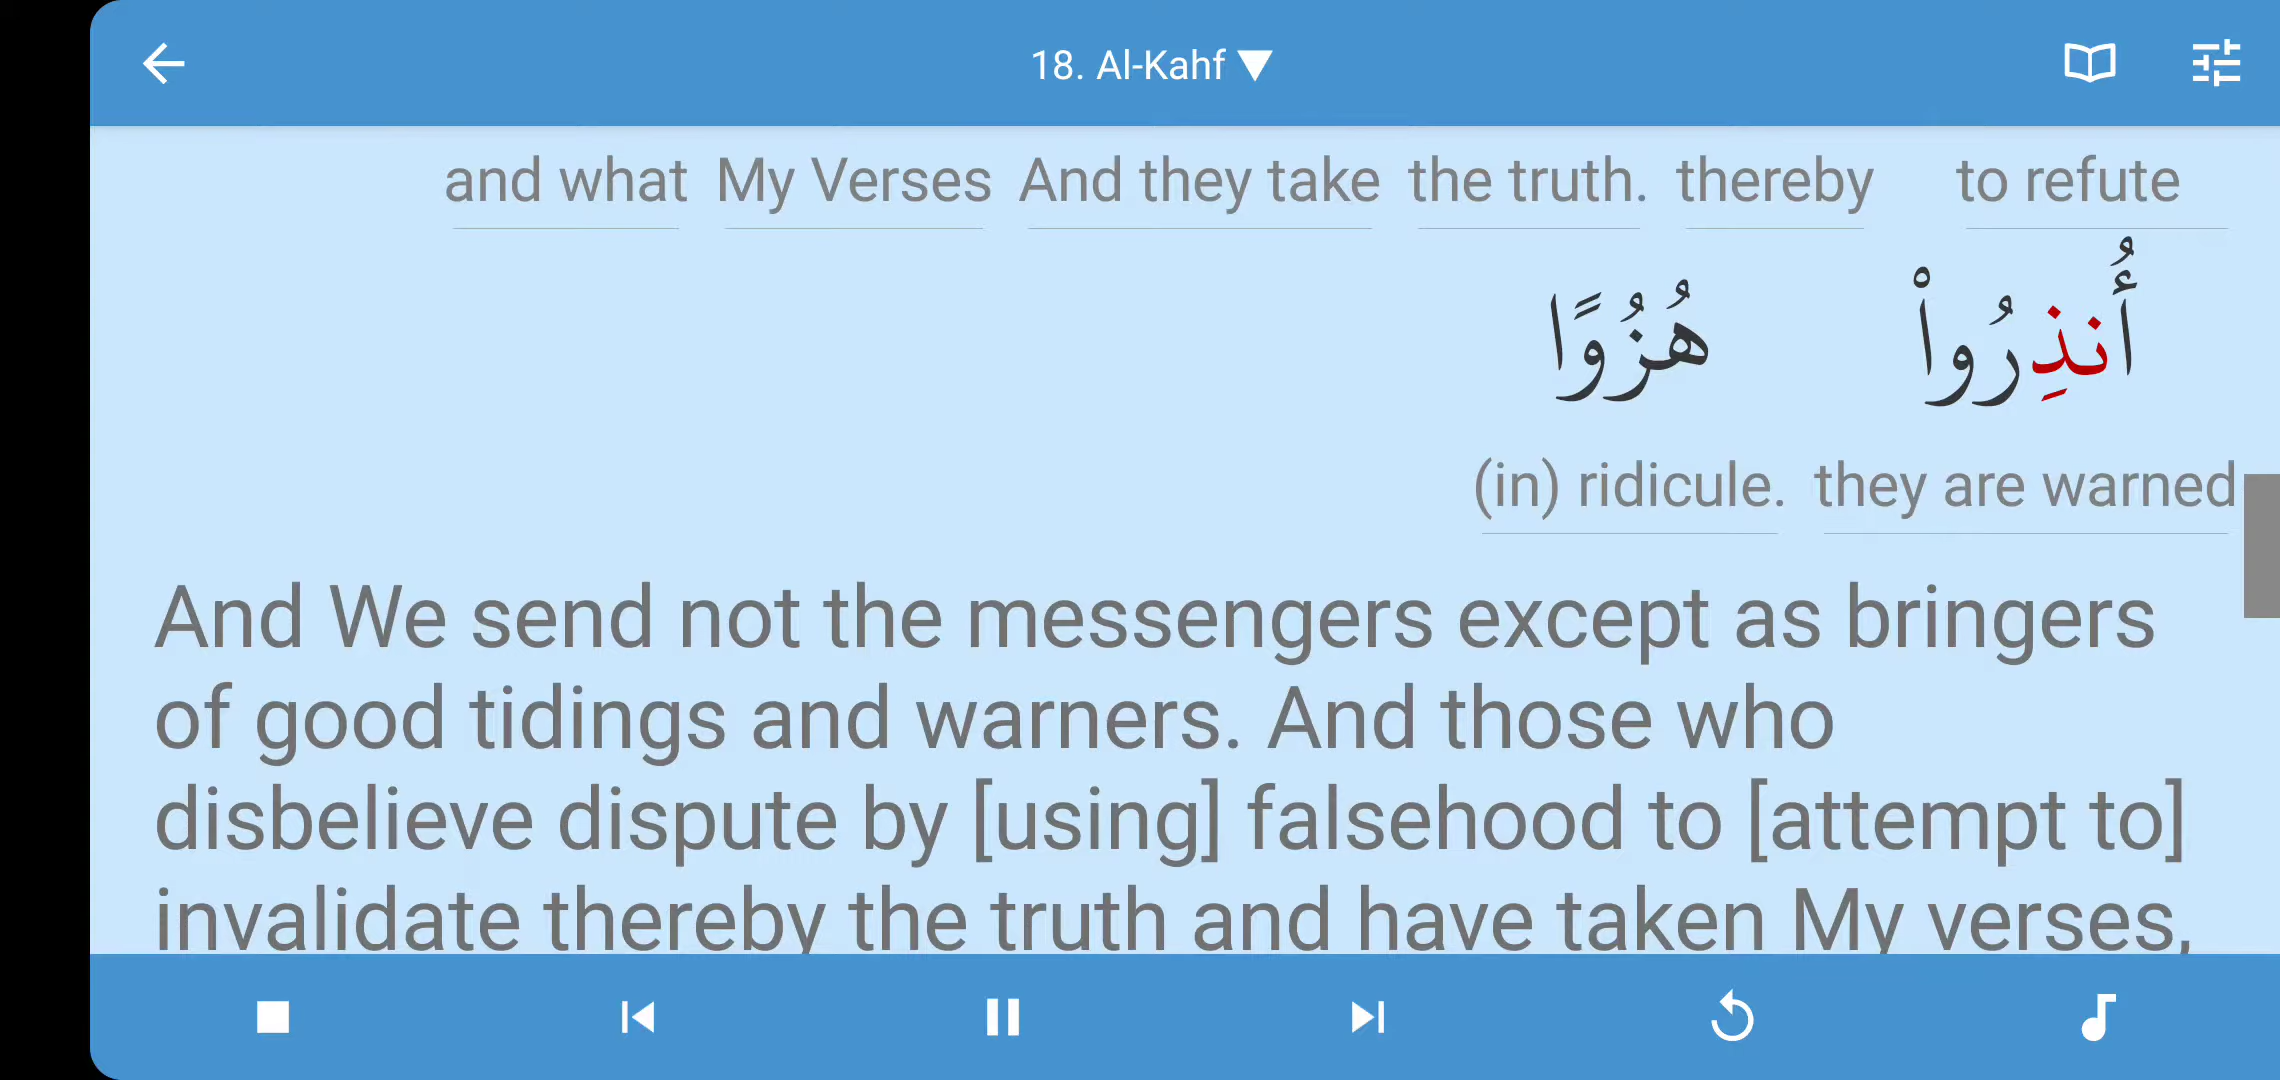 18. Al-Kahf ▼
and what My Verses And they take the truth. thereby to refute
أُنذِرُوا۟ هُزُوًا
(in) ridicule. they are warned
And We send not the messengers except as bringers
of good tidings and warners. And those who
disbelieve dispute by [using] falsehood to [attempt to]
invalidate thereby the truth and have taken My verses,